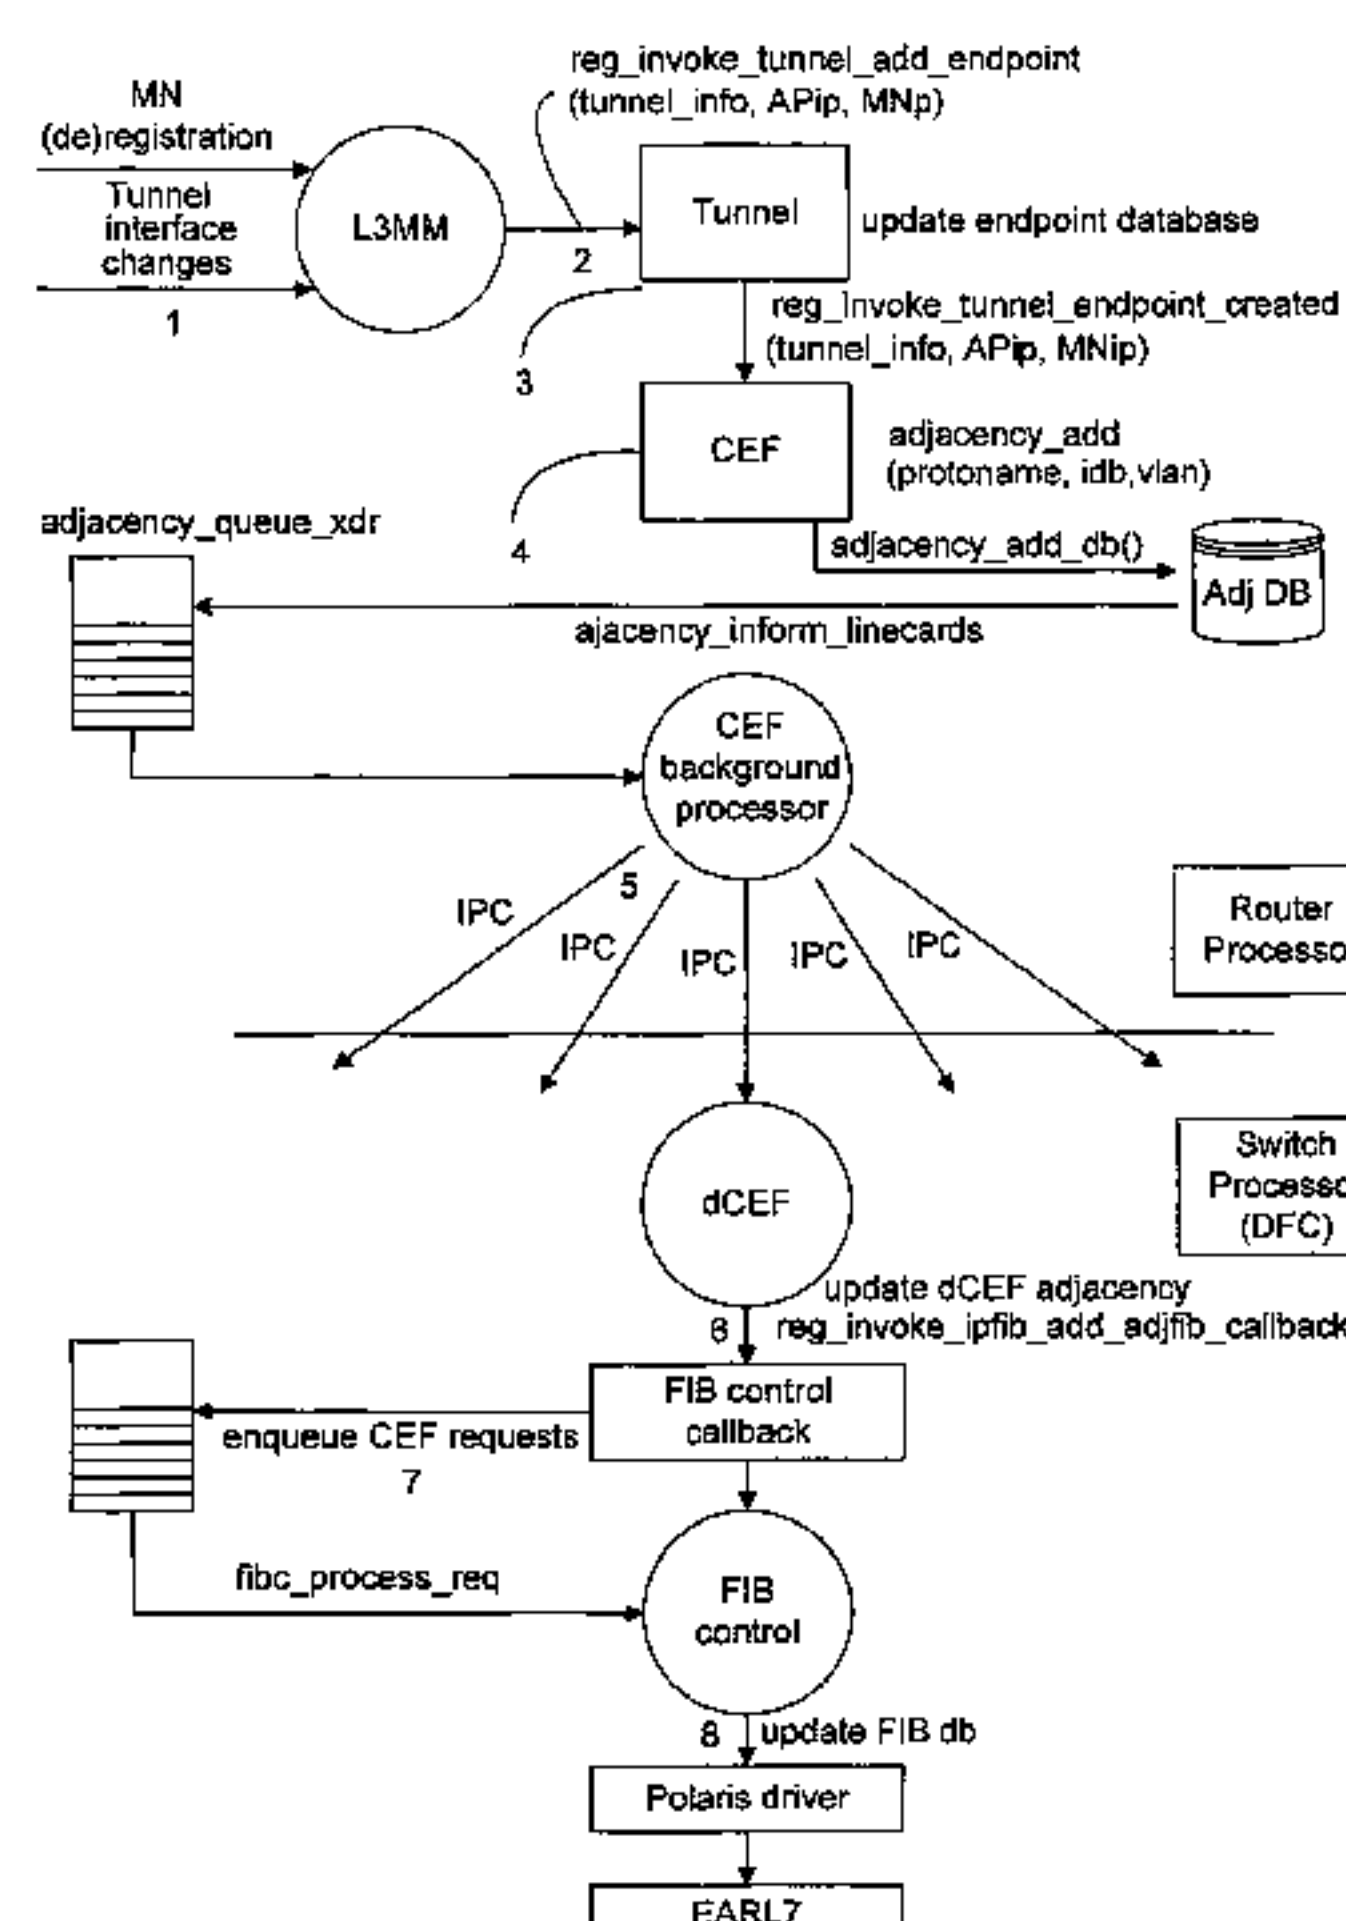 reg_invoke_tunnel_add_endpoint
(tunnel_info, APip, MNp)
MN
(de)registration
Tunnel
interface
changes
1
L3MM
2
Tunnel
update endpoint database
reg_invoke_tunnel_endpoint_created
(tunnel_info, APip, MNip)
3
CEF
adjacency_add
(protoname, idb,vlan)
4
adjacency_queue_xdr
adjacency_add_db()
Adj DB
ajacency_inform_linecards
CEF
background
processor
5
IPC
IPC
IPC
IPC
IPC
Router
Processo
dCEF
Switch
Processo
(DFC)
update dCEF adjacency
6
reg_invoke_ipfib_add_adjfib_callback
FIB control
callback
enqueue CEF requests
7
fibc_process_req
FIB
control
8
update FIB db
Polaris driver
EARL7